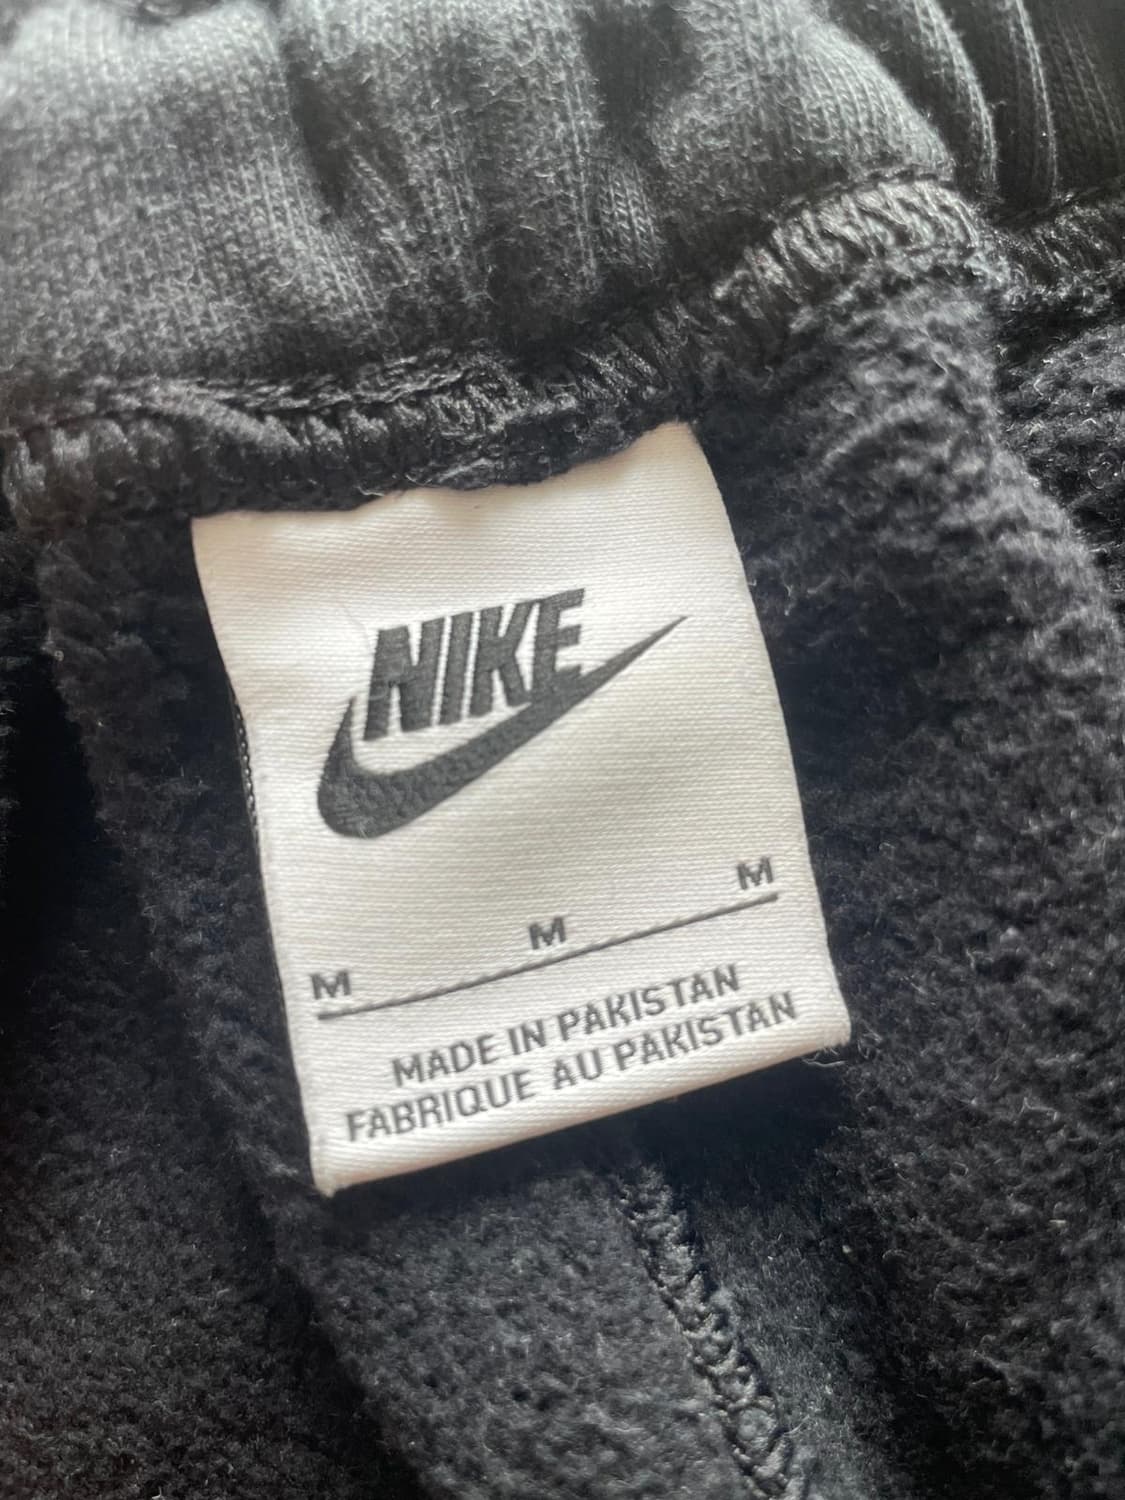 NIKE
M M M
MADE IN PAKISTAN
FABRIQUE AU PAKISTAN